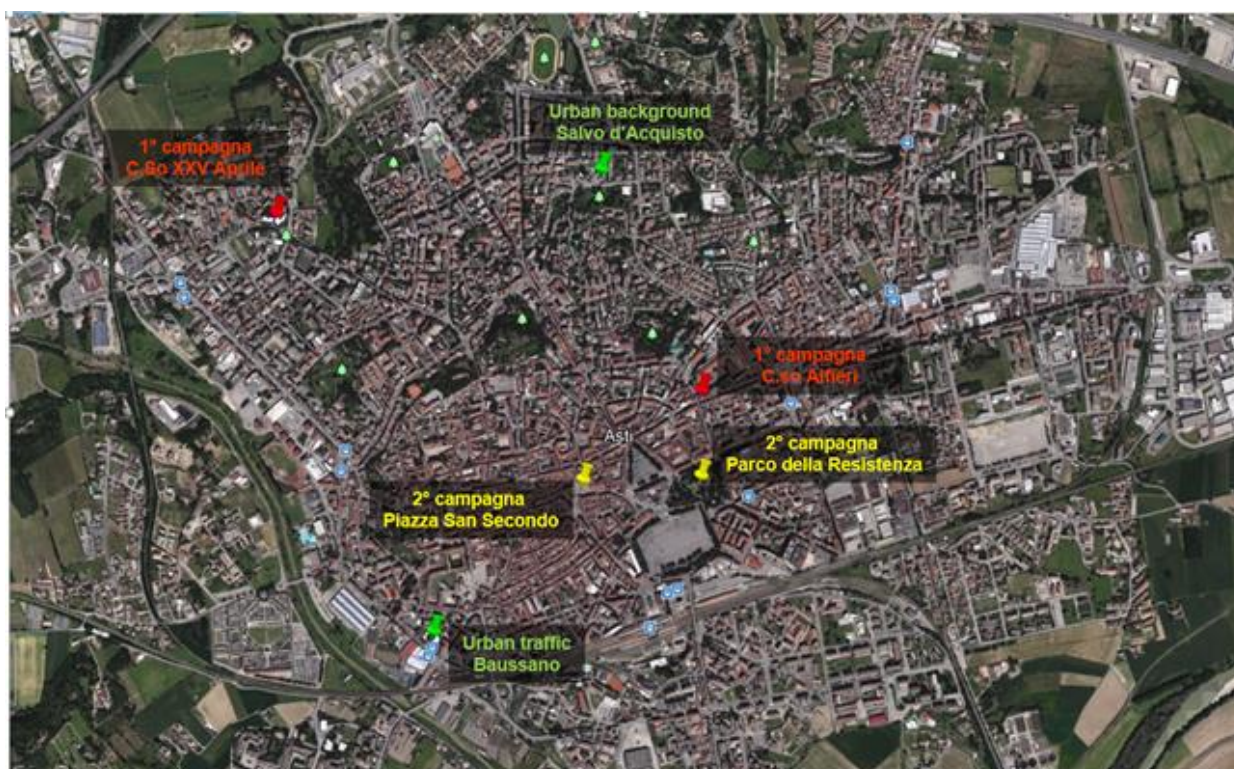 Urban background
Salvo d'Acquisto
1° campagna
C.So XXV Aprile
1° campagna
C.so Alfieri
Asti
2° campagna
Parco della Resistenza
2° campagna
Piazza San Secondo
Urban traffic
Baussano